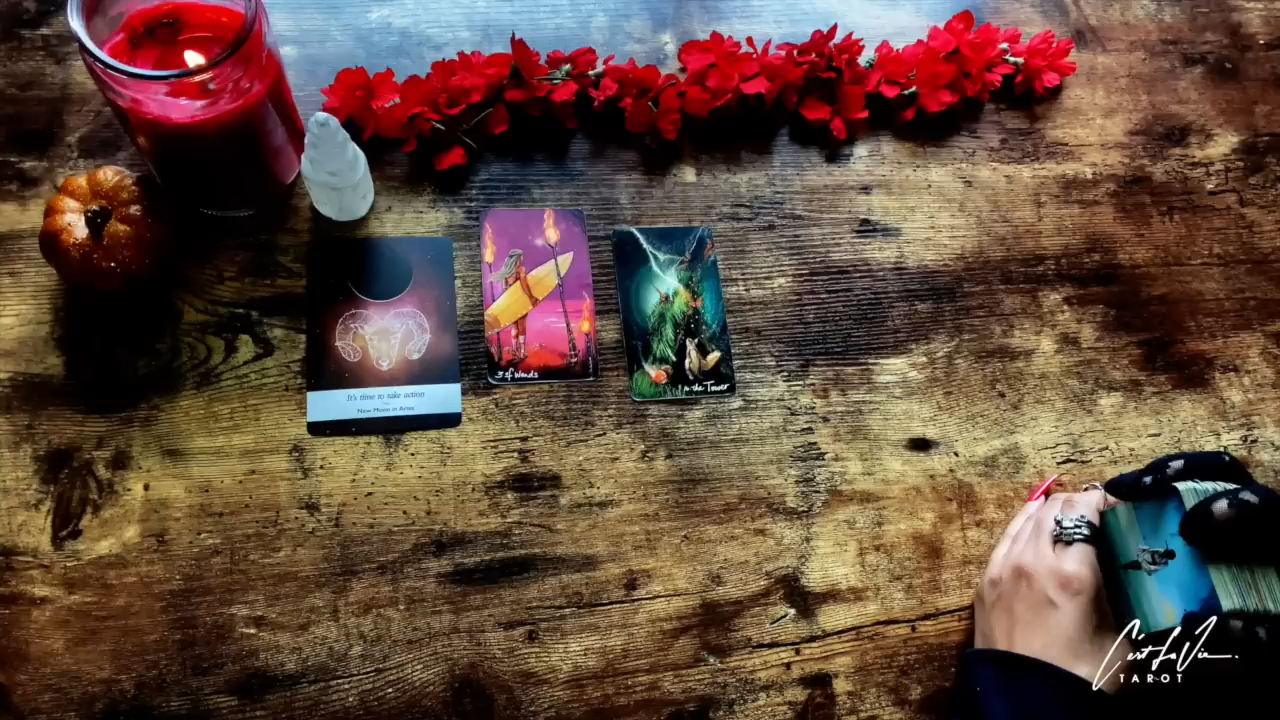 It's time to take action
New Moon in Aries
3 of Wands
the Tower
C'est La Vie
TAROT